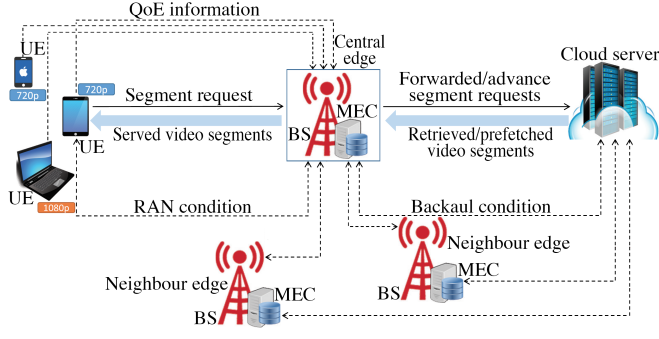 QoE information
UE
Central
edge
Cloud server
720p
720p
Segment request
Forwarded/advance
segment requests
MEC
BS
Served video segments
Retrieved/prefetched
video segments
UE
UE
1080p
RAN condition
Backaul condition
Neighbour edge
Neighbour edge
MEC
BS
MEC
BS